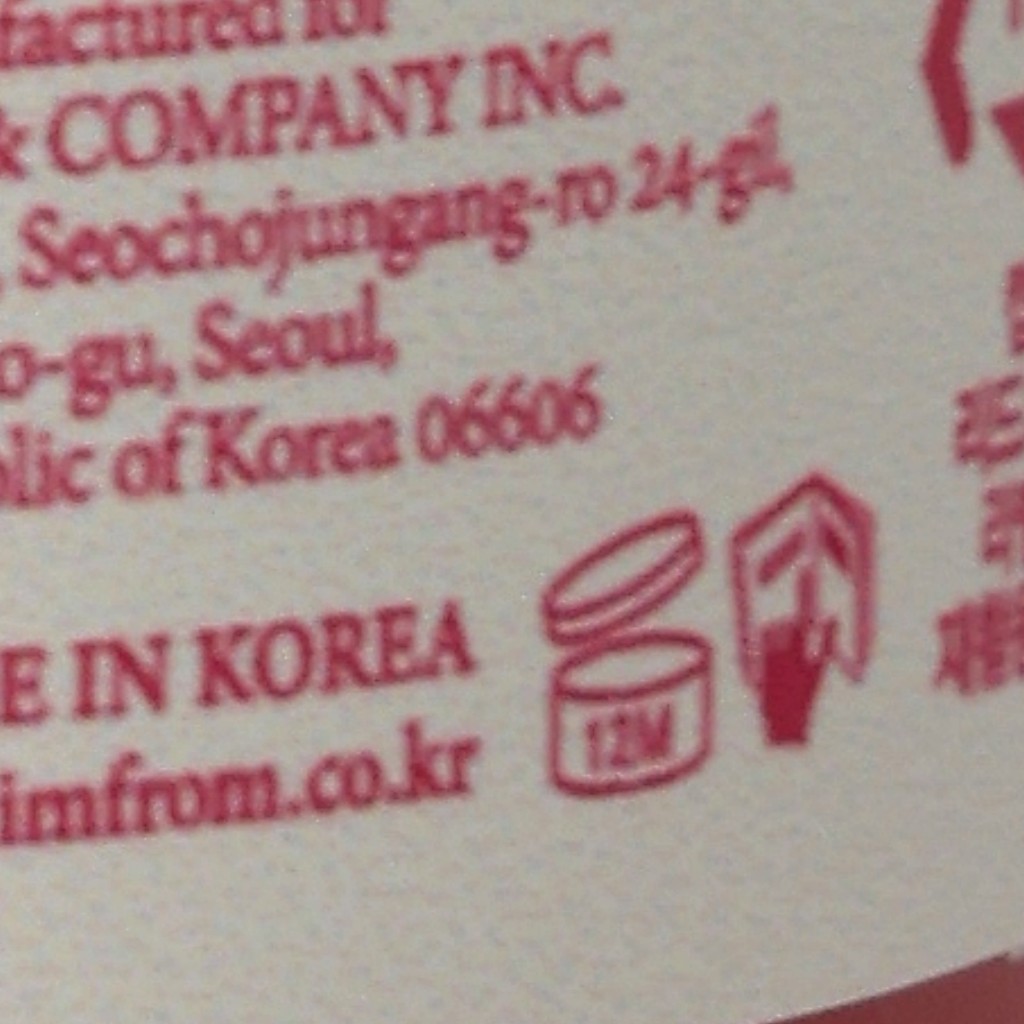 factured for
& COMPANY INC.
, Seochojungang-ro 24-gil,
o-gu, Seoul,
olic of Korea 06606
E IN KOREA
imfrom.co.kr
12M